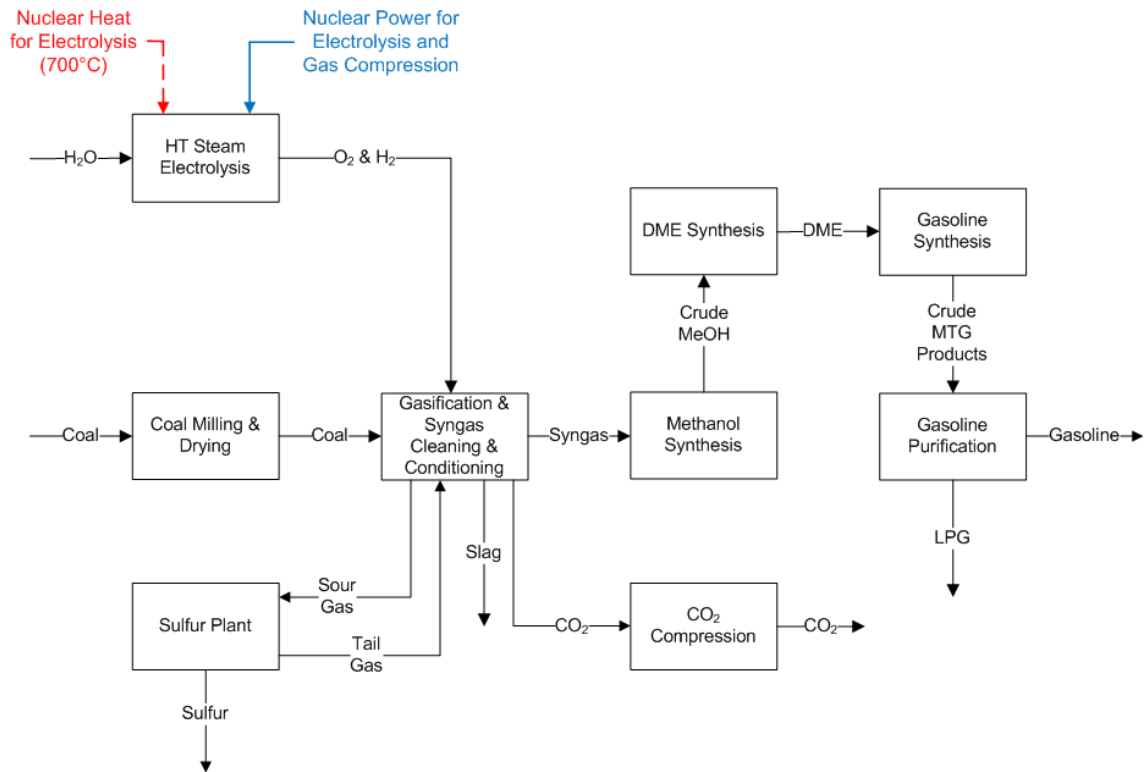 Nuclear Heat
for Electrolysis
(700°C)
Nuclear Power for
Electrolysis and
Gas Compression
H₂O
HT Steam
Electrolysis
O₂ & H₂
DME Synthesis
DME
Gasoline
Synthesis
Crude
MeOH
Crude
MTG
Products
Coal
Coal Milling &
Drying
Coal
Gasification &
Syngas
Cleaning &
Conditioning
Syngas
Methanol
Synthesis
Gasoline
Purification
Gasoline
Slag
LPG
Sour
Gas
Sulfur Plant
Tail
Gas
CO₂
CO₂
Compression
CO₂
Sulfur